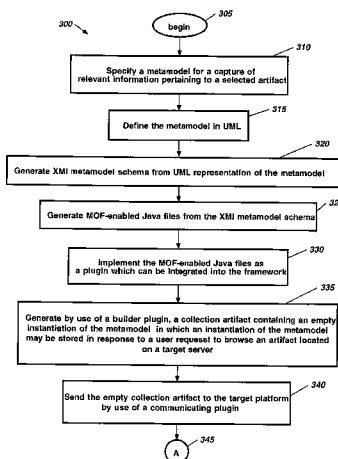 300
305
begin
310
Specify a metamodel for a capture of
relevant information pertaining to a selected artifact
315
Define the metamodel in UML
320
Generate XMI metamodel schema from UML representation of the metamodel
Generate MOF-enabled Java files from the XMI metamodel schema
330
Implement the MOF-enabled Java files as
a plugin which can be integrated into the framework
335
Generate by use of a builder plugin, a collection artifact containing an empty
instantiation of the metamodel in which an instantiation of the metamodel
may be stored in response to a user requesst to browse an artifact located
on a target server
340
Send the empty collection artifact to the target platform
by use of a communicating plugin
345
A